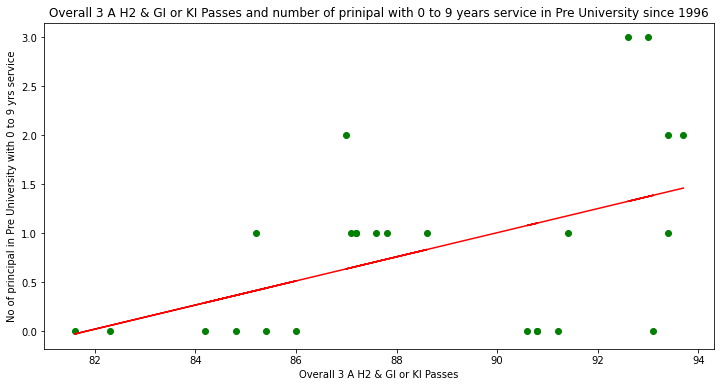 Overall 3 A H2 & GI or KI Passes and number of prinipal with 0 to 9 years service in Pre University since 1996
No of principal in Pre University with 0 to 9 yrs service
3.0
2.5
2.0
1.5
1.0
0.5
0.0
82 84 86 88 90 92 94
Overall 3 A H2 & GI or KI Passes